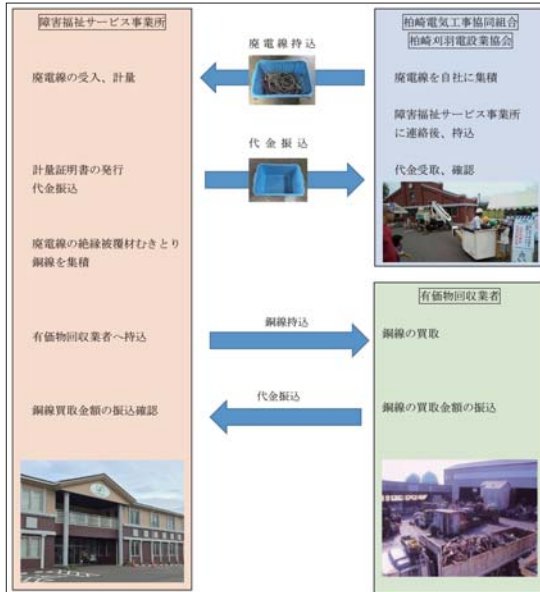 障害福祉サービス事業所
廃電線の受入、計量
計量証明書の発行
代金振込
廃電線の絶縁被覆材むきとり
銅線を集積
有価物回収業者へ持込
銅線買取金額の振込確認
廃電線持込
代金振込
銅線持込
代金振込
柏崎電気工事協同組合
柏崎刈羽電設業協会
廃電線を自社に集積
障害福祉サービス事業所
に連絡後、持込
代金受取、確認
有価物回収業者
銅線の買取
銅線の買取金額の振込